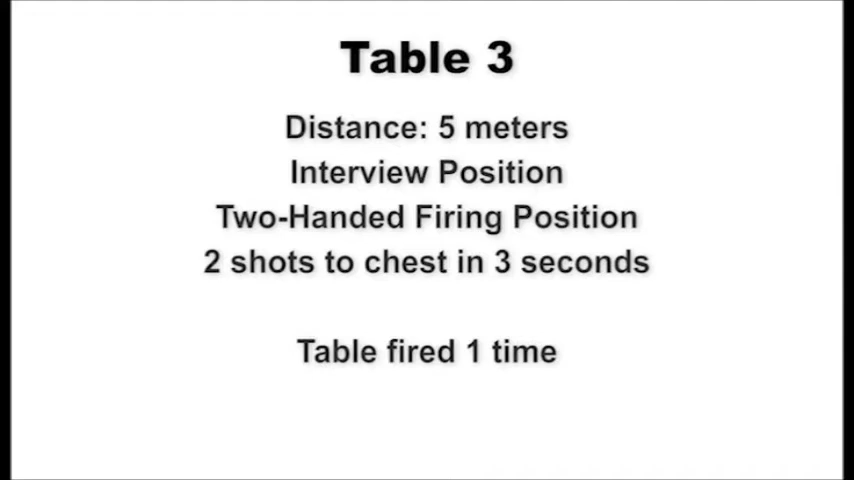 Table 3
Distance: 5 meters
Interview Position
Two-Handed Firing Position
2 shots to chest in 3 seconds
Table fired 1 time